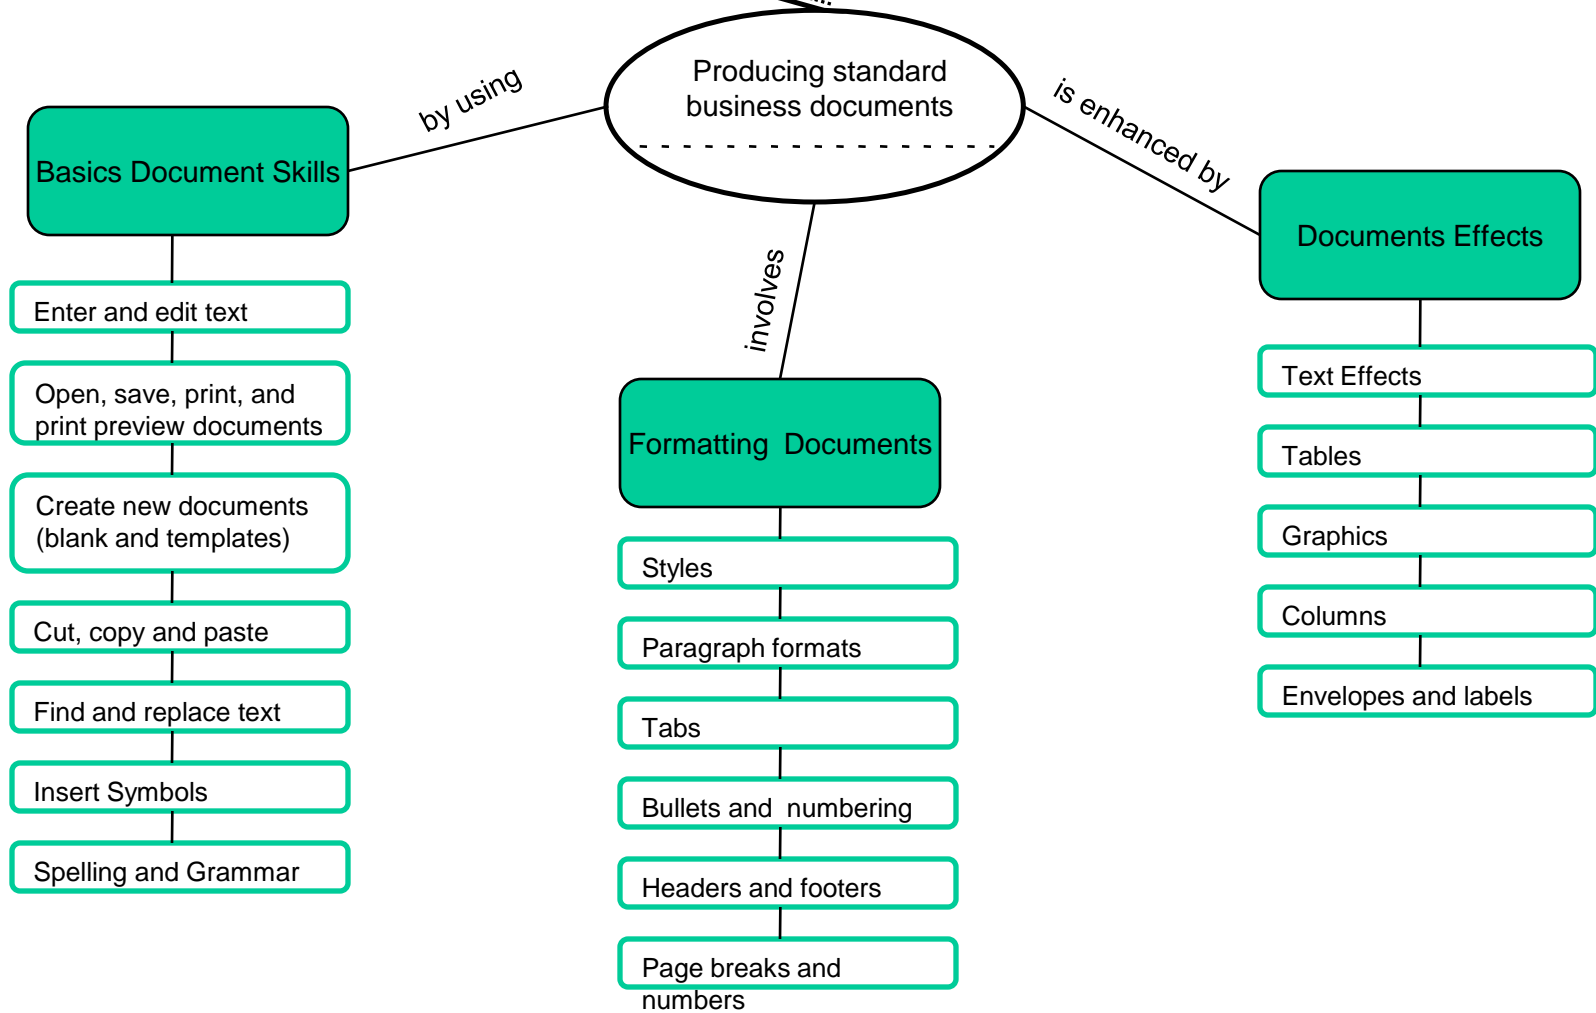 Producing standard
business documents
by using
is enhanced by
involves
Basics Document Skills
Enter and edit text
Open, save, print, and
print preview documents
Create new documents
(blank and templates)
Cut, copy and paste
Find and replace text
Insert Symbols
Spelling and Grammar
Formatting  Documents
Styles
Paragraph formats
Tabs
Bullets and  numbering
Headers and footers
Page breaks and
numbers
Documents Effects
Text Effects
Tables
Graphics
Columns
Envelopes and labels